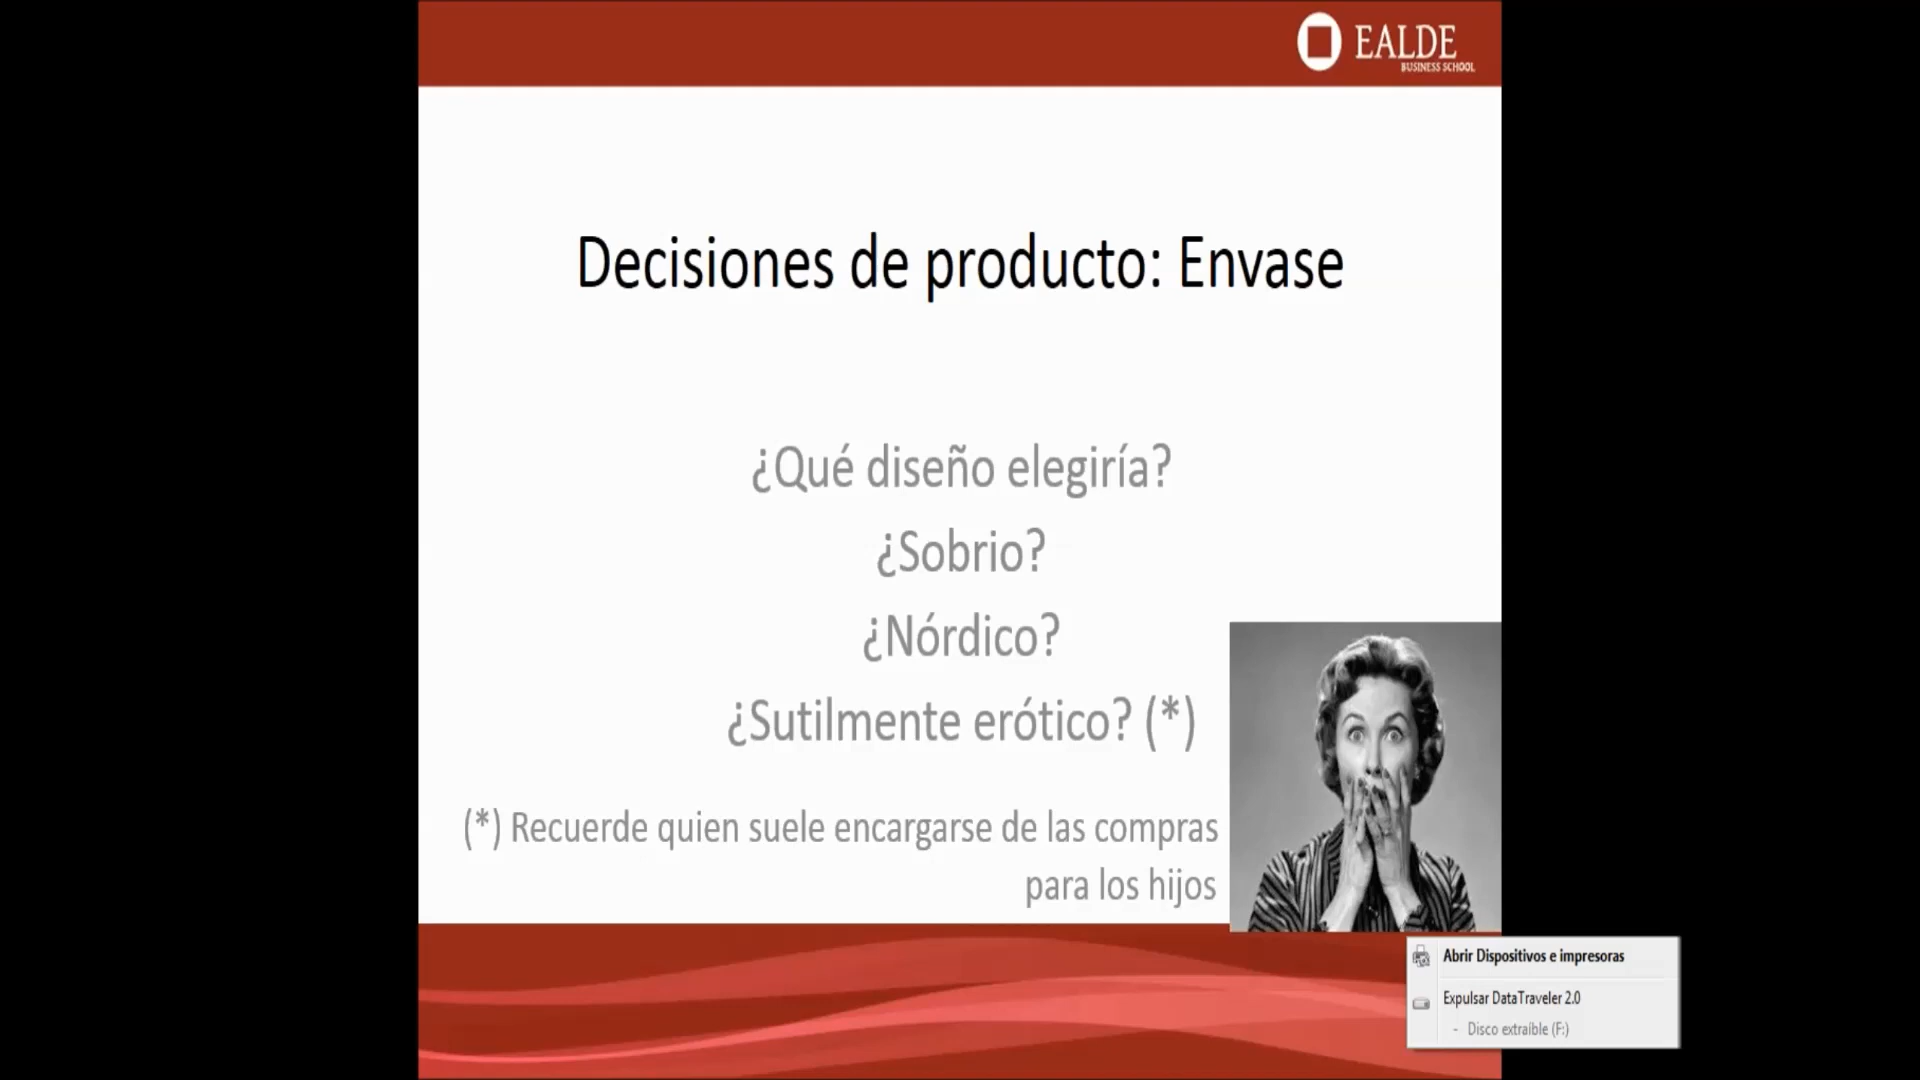 EALDE
BUSINESS SCHOOL
Decisiones de producto: Envase
¿Qué diseño elegiría?
¿Sobrio?
¿Nórdico?
¿Sutilmente erótico? (*)
(*) Recuerde quien suele encargarse de las compras
para los hijos
Abrir Dispositivos e impresoras
Expulsar DataTraveler 2.0
- Disco extraíble (F:)